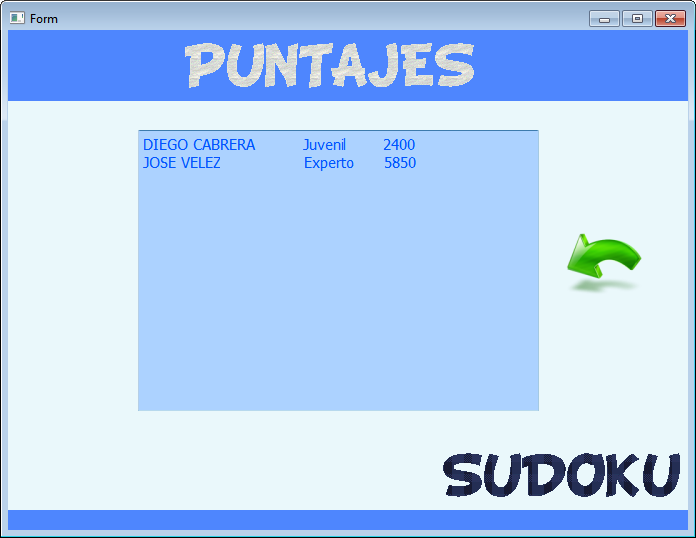 Form
PUNTAJES
DIEGO CABRERA Juvenil 2400
JOSE VELEZ Experto 5850
SUDOKU